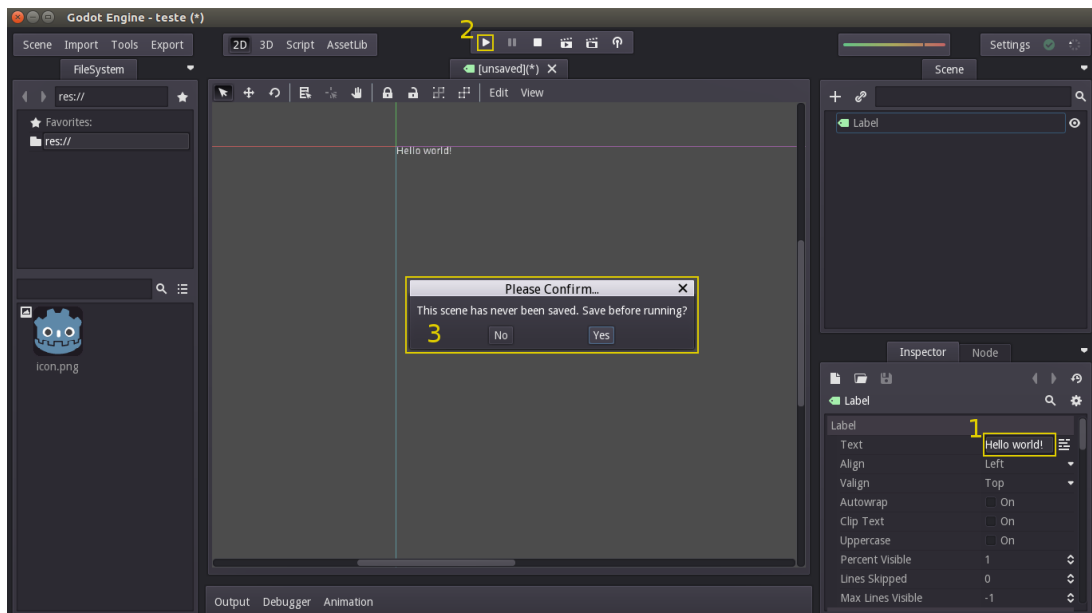 Godot Engine - teste (*)
Scene Import Tools Export
2D 3D Script AssetLib
2
Settings
FileSystem
[unsaved](*)
Scene
res://
Edit View
Favorites:
res://
Label
Hello world!
Please Confirm...
This scene has never been saved. Save before running?
3
No
Yes
icon.png
Inspector
Node
Label
Label
1
Text
Hello world!
Align
Left
Valign
Top
Autowrap
On
Clip Text
On
Uppercase
On
Percent Visible
1
Lines Skipped
0
Max Lines Visible
-1
Output Debugger Animation